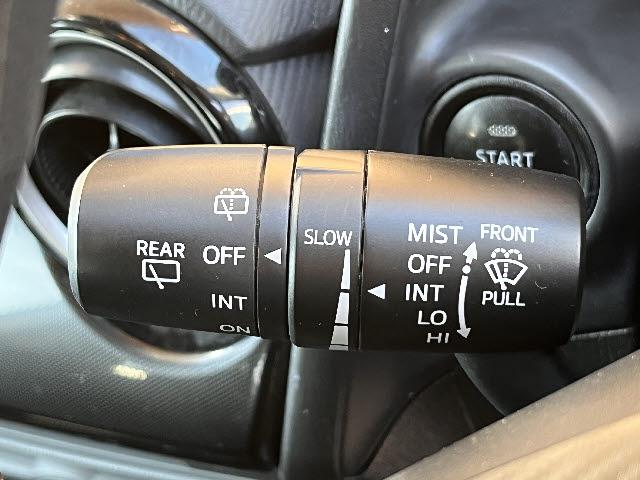 START
REAR
OFF
INT
ON
SLOW
MIST
OFF
INT
LO
HI
FRONT
PULL